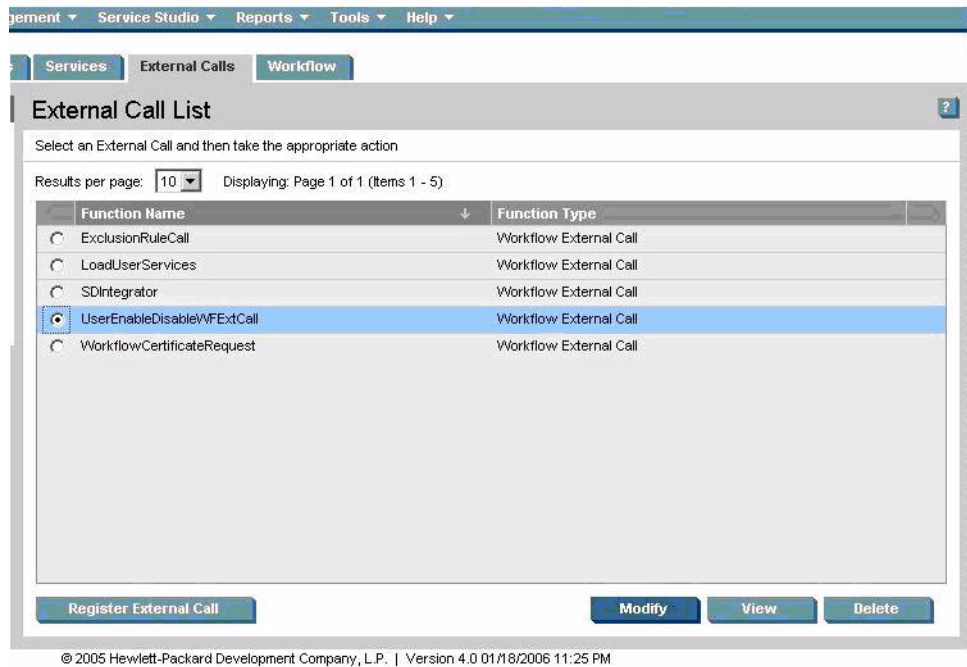 gement Service Studio Reports Tools Help
s Services External Calls Workflow
External Call List ?
Select an External Call and then take the appropriate action
Results per page: 10 Displaying: Page 1 of 1 (Items 1 - 5)
Function Name Function Type
ExclusionRuleCall Workflow External Call
LoadUserServices Workflow External Call
SDIntegrator Workflow External Call
UserEnableDisableWFExtCall Workflow External Call
WorkflowCertificateRequest Workflow External Call
Register External Call Modify View Delete
© 2005 Hewlett-Packard Development Company, L.P. | Version 4.0 01/18/2006 11:25 PM